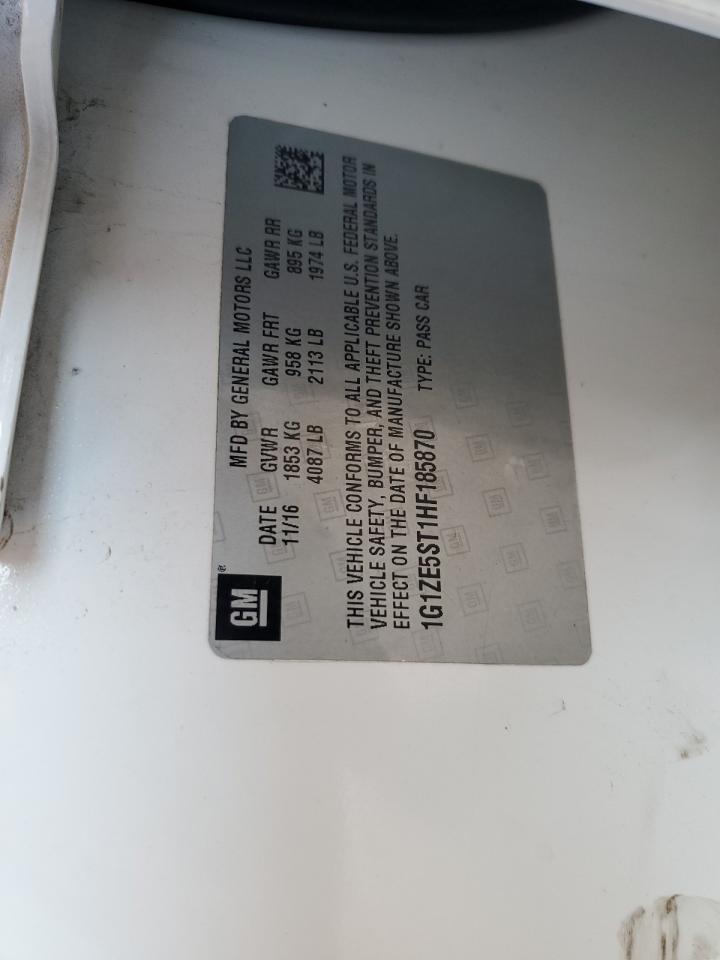 GM
MFD BY GENERAL MOTORS LLC
DATE GVWR GAWR FRT GAWR RR
11/16 1853 KG 958 KG 895 KG
4087 LB 2113 LB 1974 LB
THIS VEHICLE CONFORMS TO ALL APPLICABLE U.S. FEDERAL MOTOR
VEHICLE SAFETY, BUMPER, AND THEFT PREVENTION STANDARDS IN
EFFECT ON THE DATE OF MANUFACTURE SHOWN ABOVE.
1G1ZE5ST1HF185870 TYPE: PASS CAR